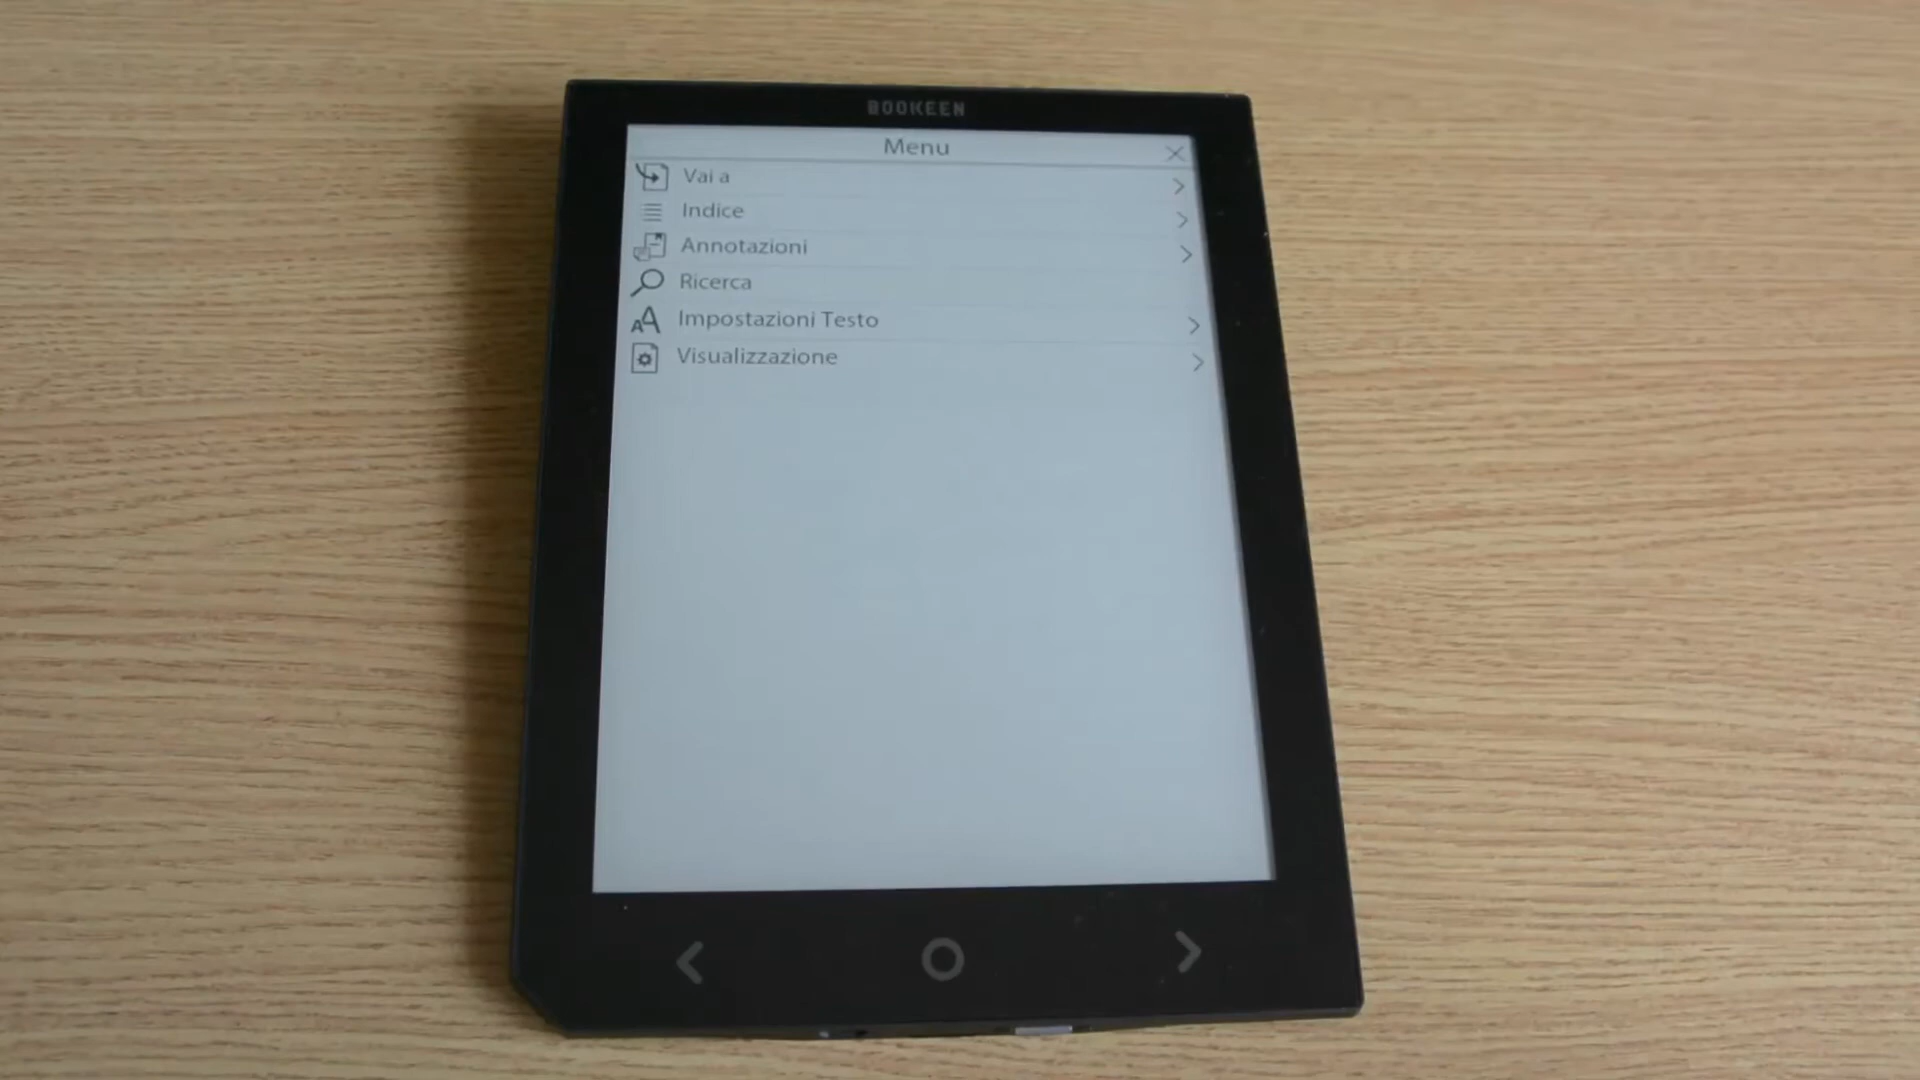 BOOKEEN
Menu
Vai a
Indice
Annotazioni
Ricerca
Impostazioni Testo
Visualizzazione